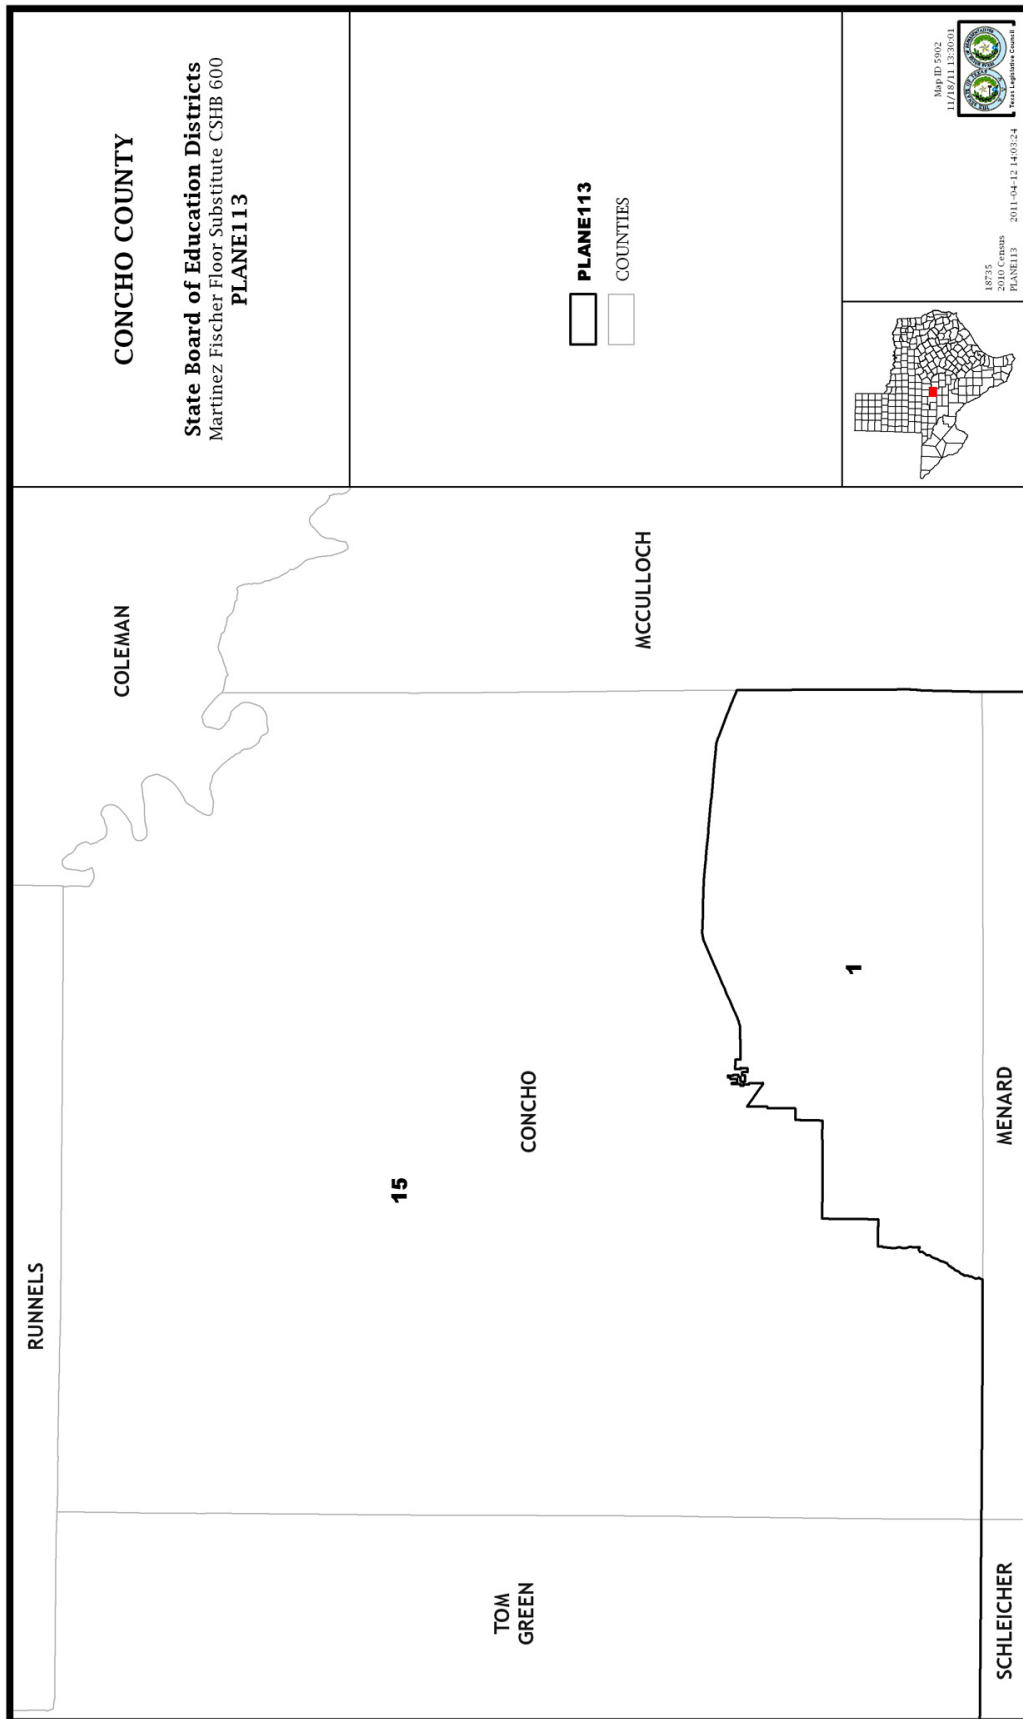 CONCHO COUNTY
State Board of Education Districts
Martinez Fischer Floor Substitute CSHB 600
PLANE113
PLANE113
COUNTIES
Map ID 5902
11/18/11 13:30:01
Texas Legislative Council
18735
2010 Census
PLANE113 2011-04-12 14:03:24
RUNNELS
COLEMAN
15
CONCHO
TOM
GREEN
MCCULLOCH
1
SCHLEICHER
MENARD